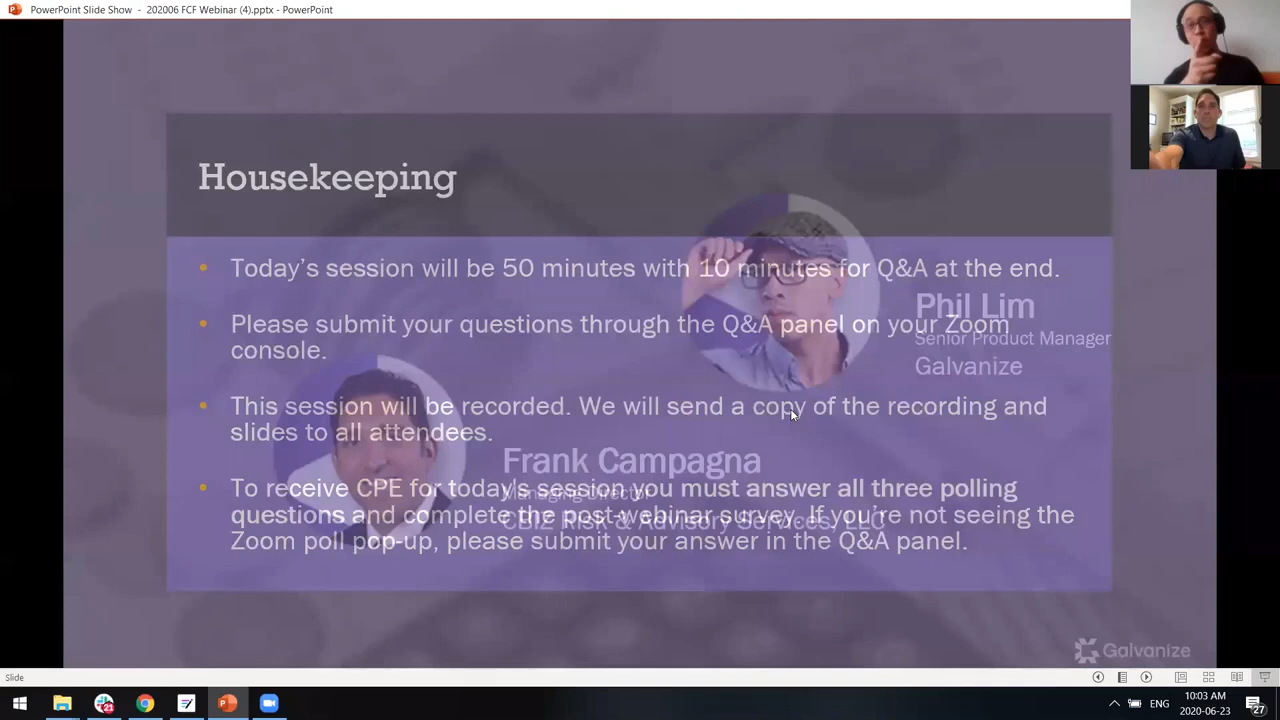 PowerPoint Slide Show - 202006 FCF Webinar (4).pptx - PowerPoint
Housekeeping
• Today's session will be 50 minutes with 10 minutes for Q&A at the end.
• Please submit your questions through the Q&A panel on your Zoom
console.
• This session will be recorded. We will send a copy of the recording and
slides to all attendees.
• To receive CPE for today's session you must answer all three polling
questions and complete the post-webinar survey. If you're not seeing the
Zoom poll pop-up, please submit your answer in the Q&A panel.
Phil Lim
Senior Product Manager
Galvanize
Frank Campagna
Managing Director
CBIZ Risk & Advisory Services, LLC
Galvanize
Slide
21
ENG
10:03 AM
2020-06-23
27